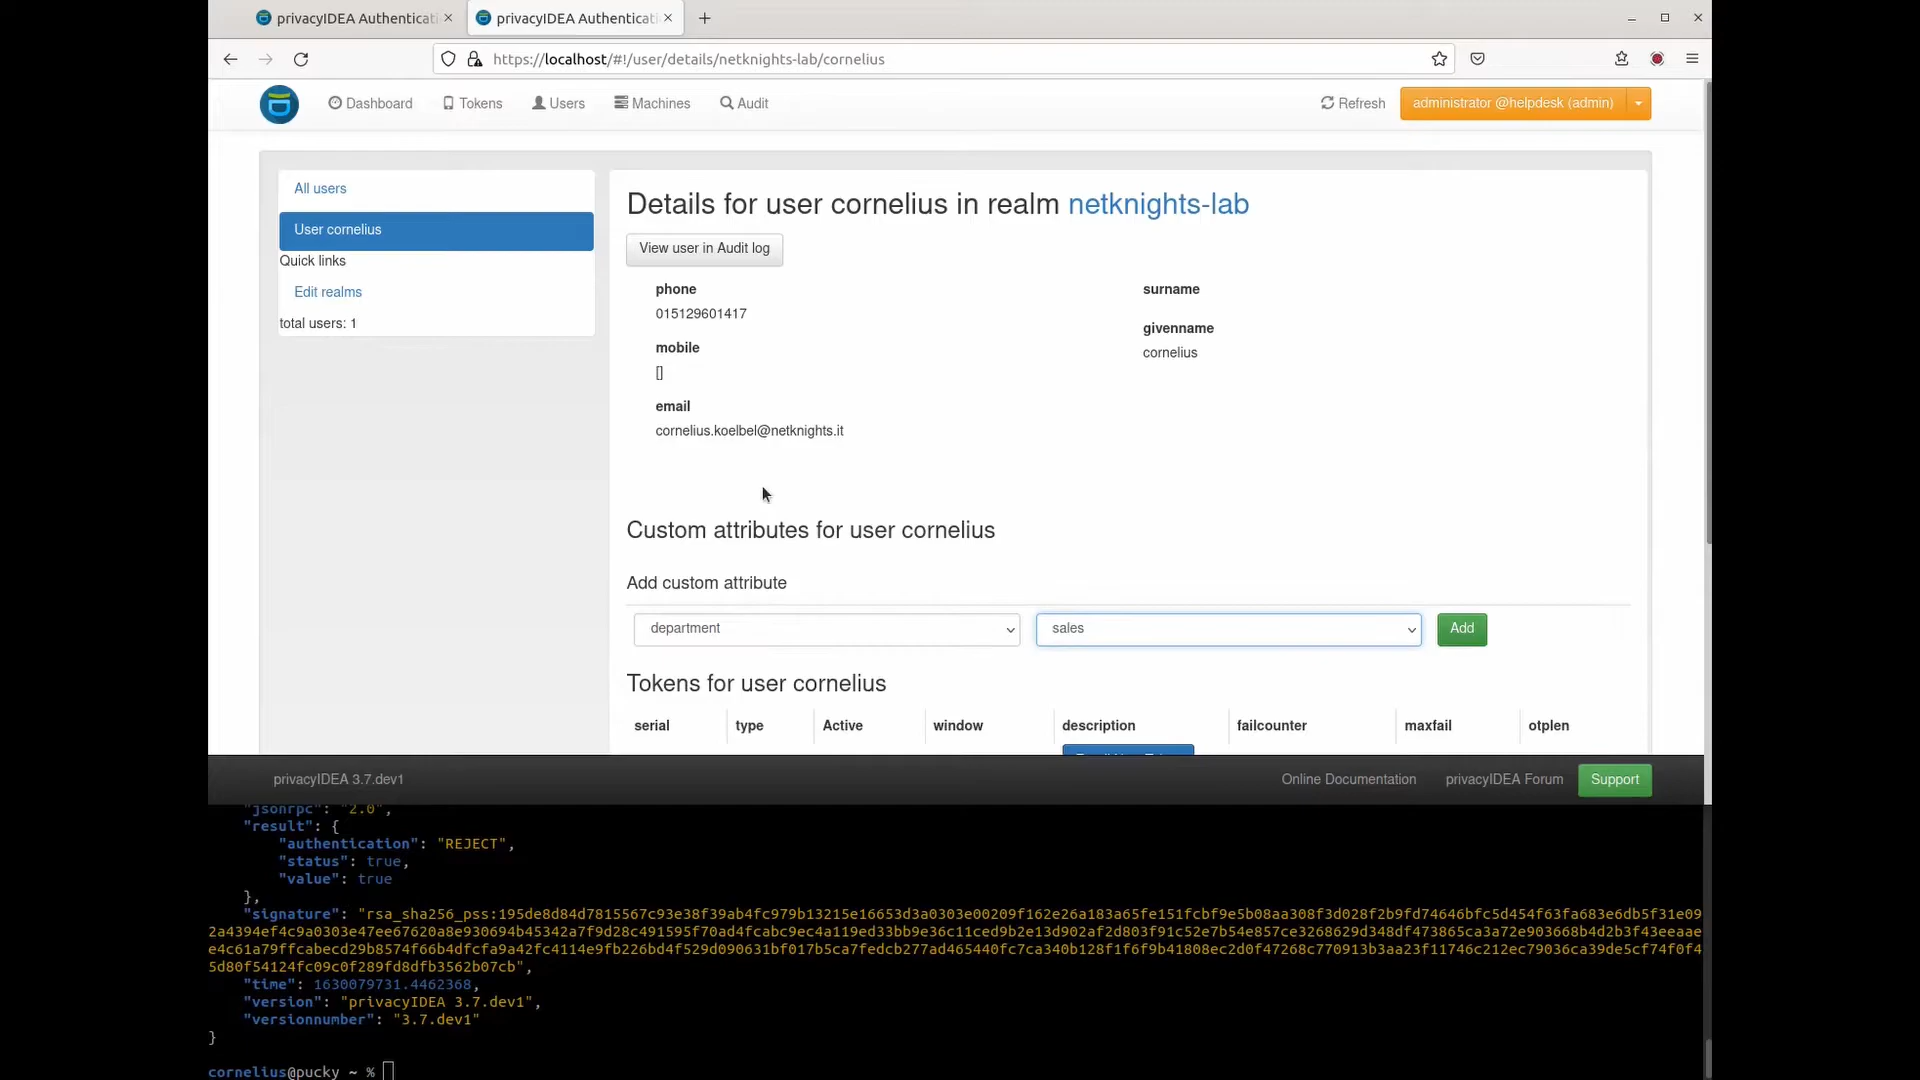 privacyIDEA Authenticati
privacyIDEA Authenticati
https://localhost/#!/user/details/netknights-lab/cornelius
Dashboard Tokens Users Machines Audit Refresh administrator @helpdesk (admin)
All users
User cornelius
Quick links
Edit realms
total users: 1
Details for user cornelius in realm netknights-lab
View user in Audit log
phone
015129601417
mobile
[]
email
cornelius.koelbel@netknights.it
surname
givenname
cornelius
Custom attributes for user cornelius
Add custom attribute
department sales Add
Tokens for user cornelius
serial type Active window description failcounter maxfail otplen
privacyIDEA 3.7.dev1 Online Documentation privacyIDEA Forum Support
"jsonrpc": "2.0",
"result": {
"authentication": "REJECT",
"status": true,
"value": true
},
"signature": "rsa_sha256_pss:195de8d84d7815567c93e38f39ab4fc979b13215e16653d3a0303e00209f162e26a183a65fe151fcbf9e5b08aa308f3d028f2b9fd74646bfc5d454f63fa683e6db5f31e09
2a4394ef4c9a0303e47ee67620a8e930694b45342a7f9d28c491595f70ad4fcabc9ec4a119ed33bb9e36c11ced9b2e13d902af2d803f91c52e7b54e857ce3268629d348df473865ca3a72e903668b4d2b3f43eeaae
e4c61a79ffcabecd29b8574f66b4dfcfa9a42fc4114e9fb226bd4f529d090631bf017b5ca7fedcb277ad465440fc7ca340b128f1f6f9b41808ec2d0f47268c770913b3aa23f11746c212ec79036ca39de5cf74f0f4
5d80f54124fc09c0f289fd8dfb3562b07cb",
"time": 1630079731.4462368,
"version": "privacyIDEA 3.7.dev1",
"versionnumber": "3.7.dev1"
}
cornelius@pucky ~ %